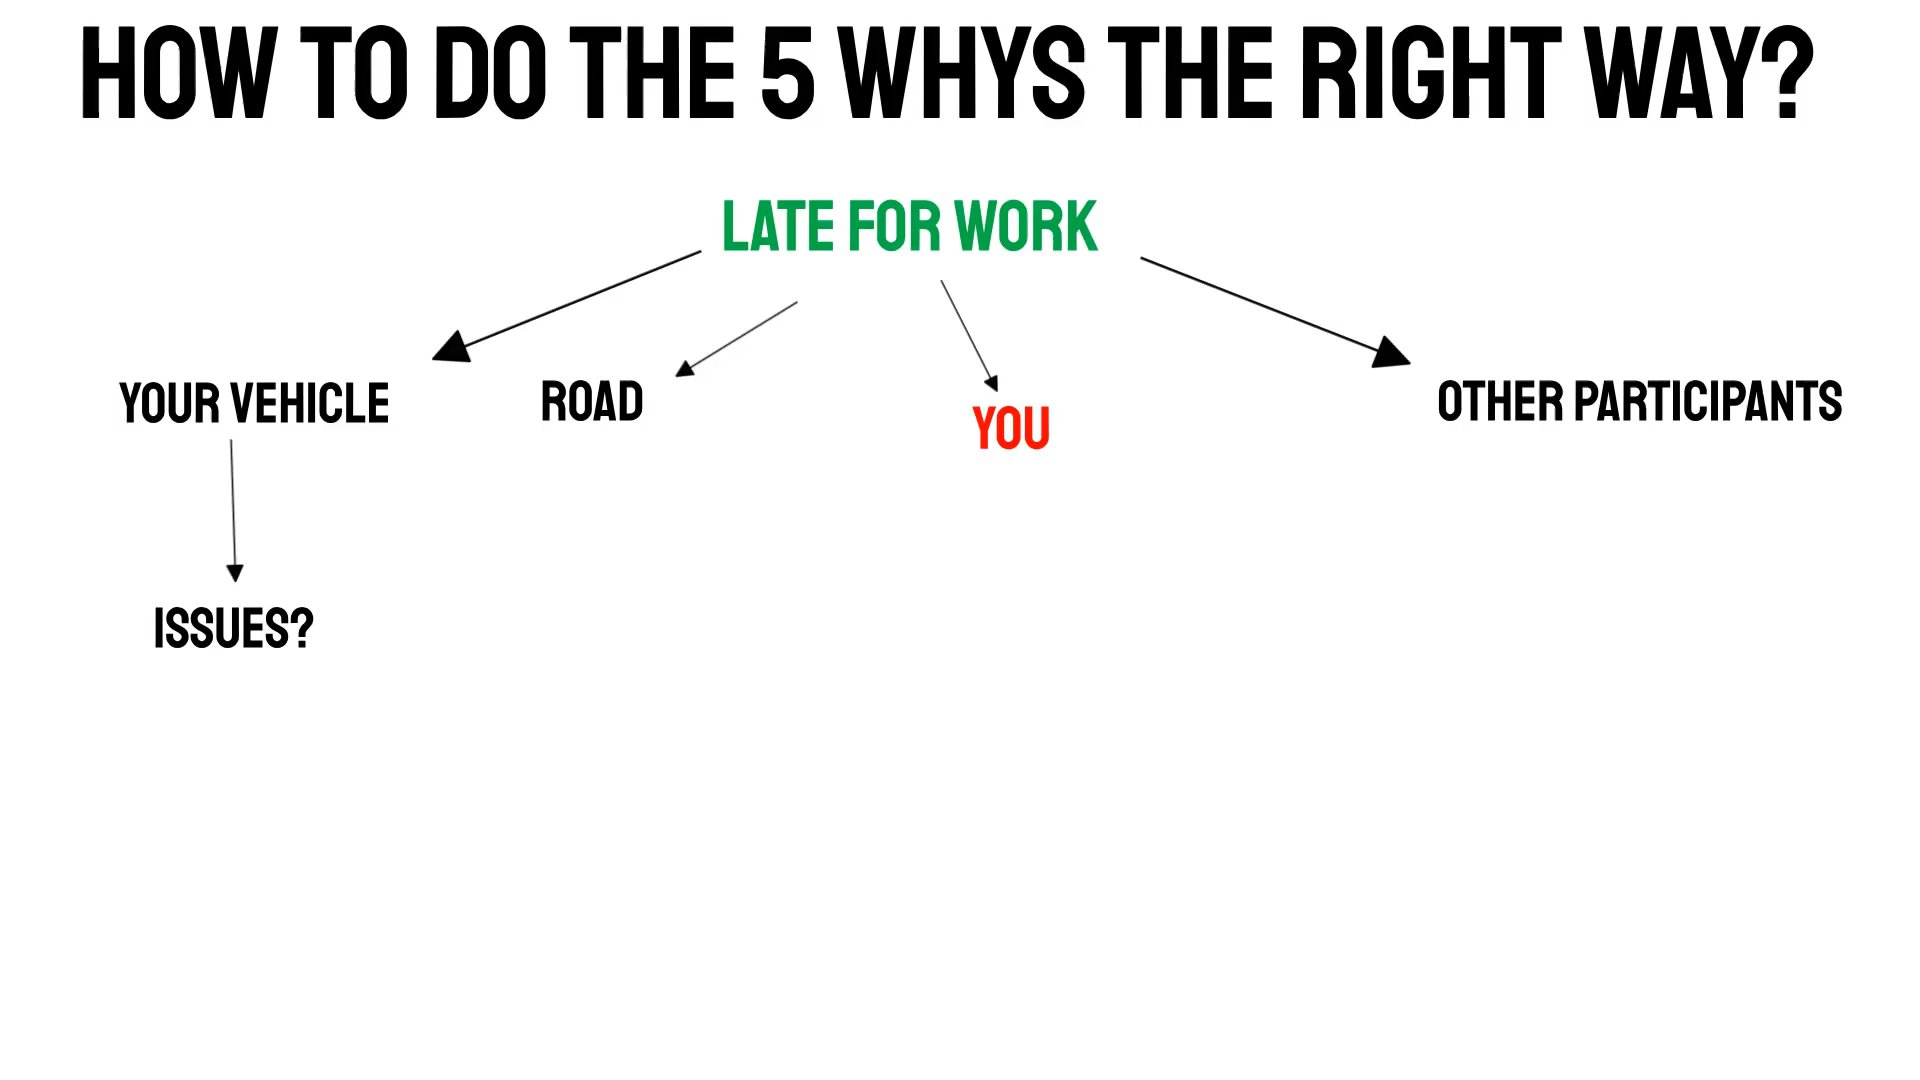 HOW TO DO THE 5 WHYS THE RIGHT WAY?
LATE FOR WORK
YOUR VEHICLE
ROAD
YOU
OTHER PARTICIPANTS
ISSUES?